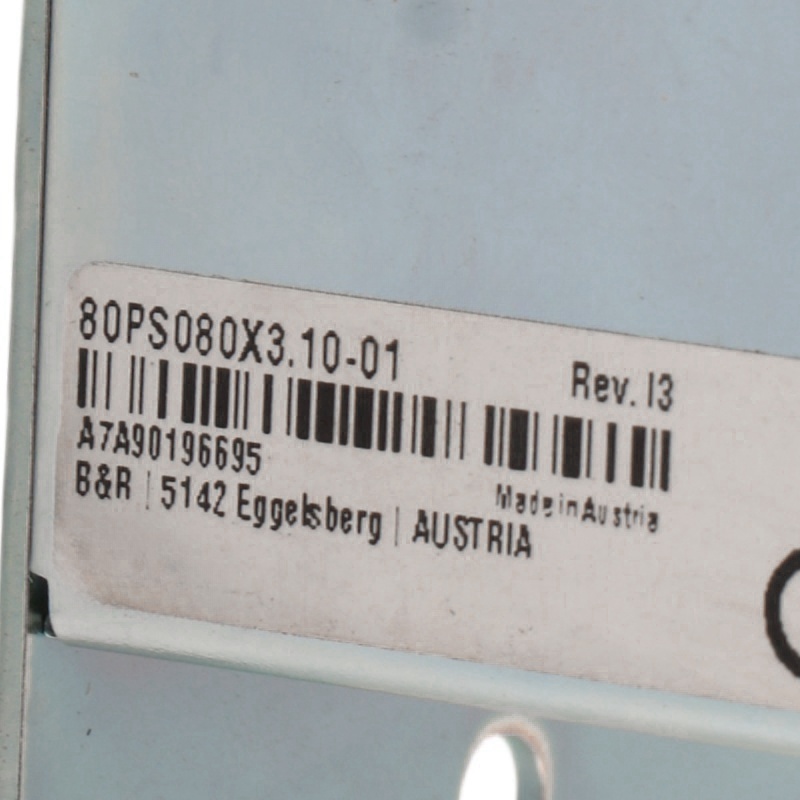 80PS080X3.10-01
Rev. I3
A7A90196695
Made in Austria
B&R | 5142 Eggelsberg | AUSTRIA